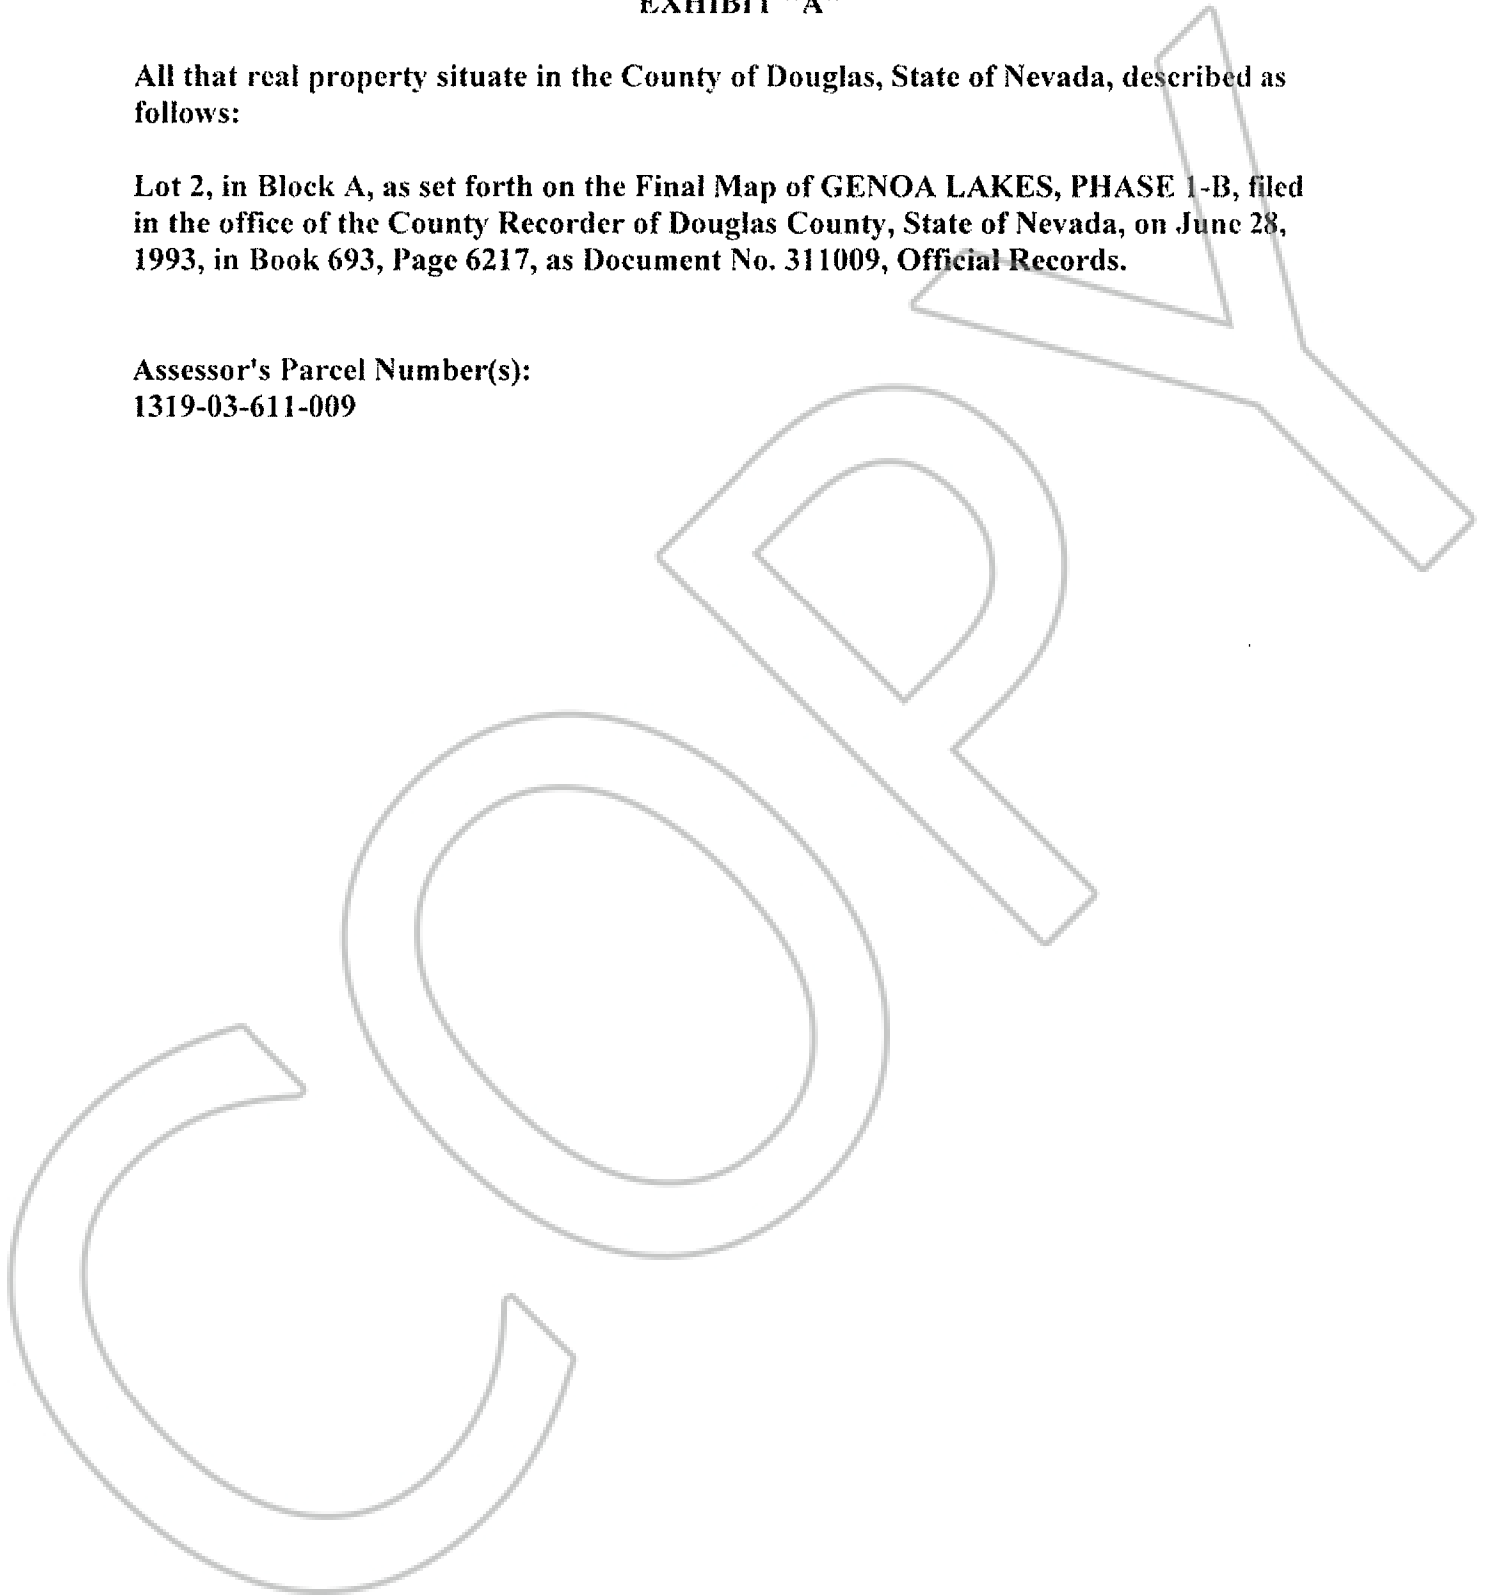 EXHIBIT "A"
All that real property situate in the County of Douglas, State of Nevada, described as
follows:
Lot 2, in Block A, as set forth on the Final Map of GENOA LAKES, PHASE 1-B, filed
in the office of the County Recorder of Douglas County, State of Nevada, on June 28,
1993, in Book 693, Page 6217, as Document No. 311009, Official Records.
Assessor's Parcel Number(s):
1319-03-611-009
COPY